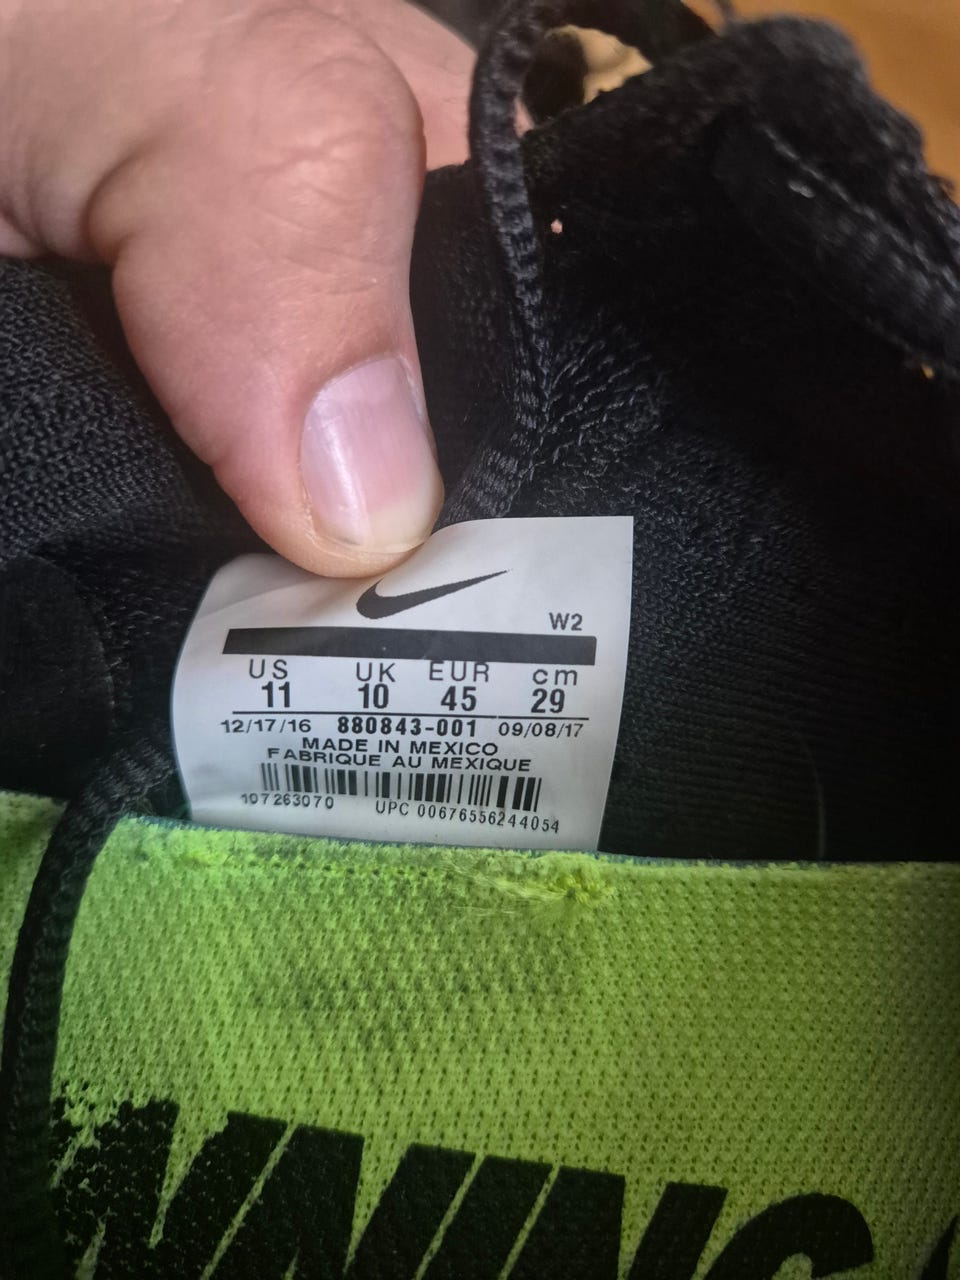 W2
US UK EUR cm
11 10 45 29
12/17/16 880843-001 09/08/17
MADE IN MEXICO
FABRIQUE AU MEXIQUE
107263070 UPC 00676556244054